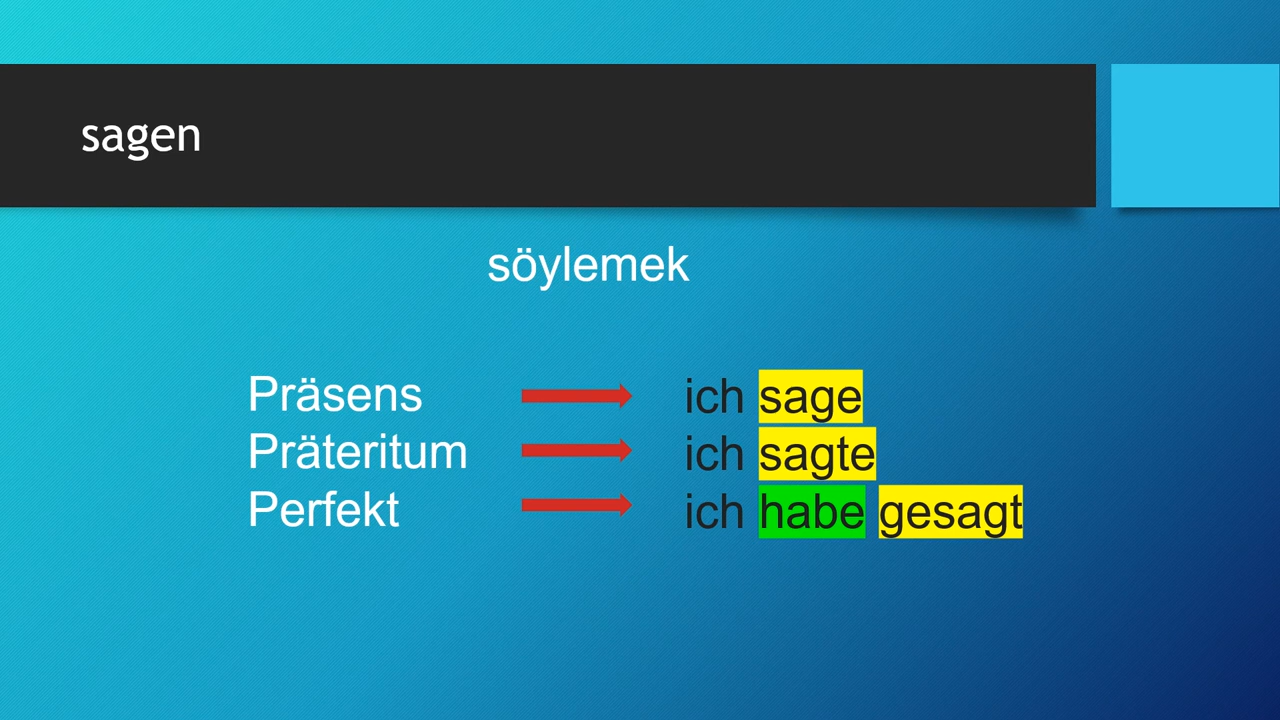 sagen
söylemek
Präsens ich sage
Präteritum ich sagte
Perfekt ich habe gesagt